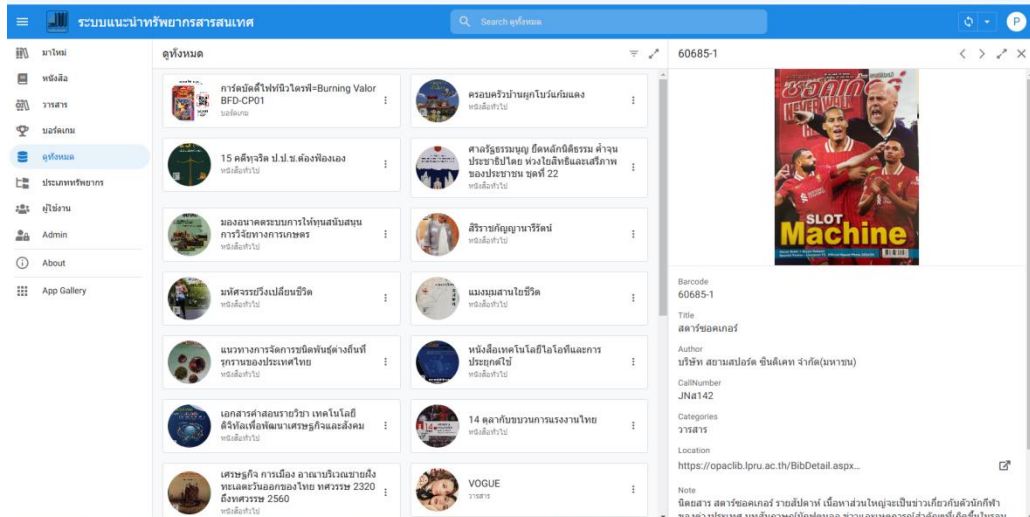 ระบบแนะนำทรัพยากรสารสนเทศ
Search ดูทั้งหมด
P
มาใหม่
หนังสือ
วารสาร
บอร์ดเกม
ดูทั้งหมด
ประเภททรัพยากร
ผู้ใช้งาน
Admin
About
App Gallery
ดูทั้งหมด
การ์ดบัดดี้ไฟท์นิวไดรฟ์=Burning Valor
BFD-CP01
บอร์ดเกม
ครอบครัวบ้านผูกโบว์แก้มแดง
หนังสือทั่วไป
15 คดีทุจริต ป.ป.ช.ต้องฟ้องเอง
หนังสือทั่วไป
ศาลรัฐธรรมนูญ ยึดหลักนิติธรรม ค้ำจุน
ประชาธิปไตย ห่วงใยสิทธิและเสรีภาพ
ของประชาชน ชุดที่ 22
หนังสือทั่วไป
มองอนาคตระบบการให้ทุนสนับสนุน
การวิจัยทางการเกษตร
หนังสือทั่วไป
สิริราชกัญญานารีรัตน์
หนังสือทั่วไป
มหัศจรรย์วิ่งเปลี่ยนชีวิต
หนังสือทั่วไป
แมงมุมสานใยชีวิต
หนังสือทั่วไป
แนวทางการจัดการชนิดพันธุ์ต่างถิ่นที่
รุกรานของประเทศไทย
หนังสือทั่วไป
หนังสือเทคโนโลยีไอโอทีและการ
ประยุกต์ใช้
หนังสือทั่วไป
เอกสารคำสอนรายวิชา เทคโนโลยี
ดิจิทัลเพื่อพัฒนาเศรษฐกิจและสังคม
หนังสือทั่วไป
14 ตุลากับขบวนการแรงงานไทย
หนังสือทั่วไป
เศรษฐกิจ การเมือง อาณาบริเวณชายฝั่ง
ทะเลตะวันออกของไทย ทศวรรษ 2320
ถึงทศวรรษ 2560
หนังสือทั่วไป
VOGUE
วารสาร
60685-1
NEVER WALK
SLOT
Machine
Barcode
60685-1
Title
สตาร์ซอคเกอร์
Author
บริษัท สยามสปอร์ต ซินดิเคท จำกัด(มหาชน)
CallNumber
JNส142
Categories
วารสาร
Location
https://opaclib.lpru.ac.th/BibDetail.aspx...
Note
นิตยสาร สตาร์ซอคเกอร์ รายสัปดาห์ เนื้อหาส่วนใหญ่จะเป็นข่าวเกี่ยวกับตัวนักกีฬา